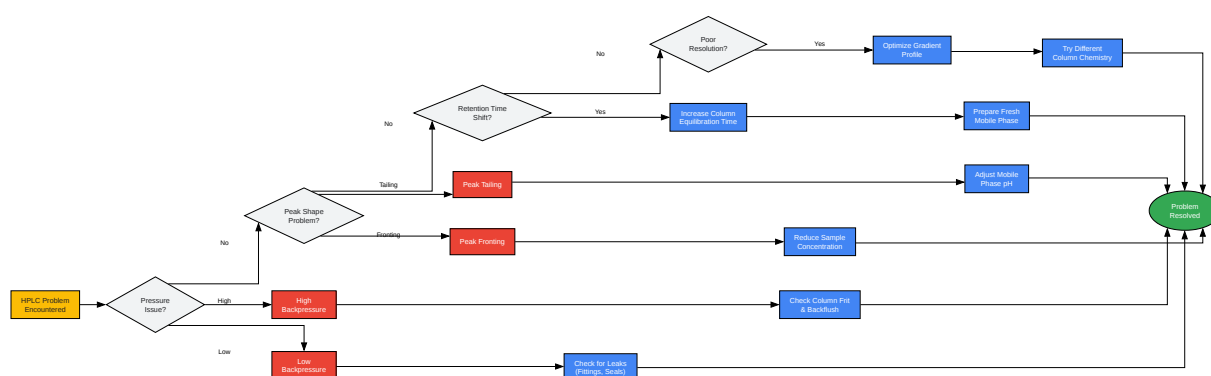 Poor
Resolution?
No
Yes
Optimize Gradient
Profile
Try Different
Column Chemistry
Retention Time
Shift?
No
Yes
Increase Column
Equilibration Time
Prepare Fresh
Mobile Phase
Peak Shape
Problem?
No
Tailing
Peak Tailing
Adjust Mobile
Phase pH
Problem
Resolved
Fronting
Peak Fronting
Reduce Sample
Concentration
HPLC Problem
Encountered
Pressure
Issue?
High
High
Backpressure
Check Column Frit
& Backflush
Low
Low
Backpressure
Check for Leaks
(Fittings, Seals)